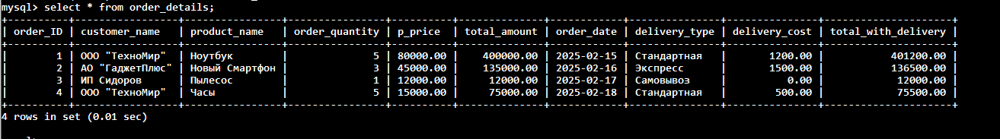 mysql> select * from order_details;
+----------+----------------+----------------+----------------+----------+--------------+------------+---------------+---------------+---------------------+
| order_ID | customer_name | product_name | order_quantity | p_price | total_amount | order_date | delivery_type | delivery_cost | total_with_delivery |
+----------+----------------+----------------+----------------+----------+--------------+------------+---------------+---------------+---------------------+
| 1 | ООО "ТехноМир" | Ноутбук | 5 | 80000.00 | 400000.00 | 2025-02-15 | Стандартная | 1200.00 | 401200.00 |
| 2 | АО "ГаджетПлюс" | Новый Смартфон | 3 | 45000.00 | 135000.00 | 2025-02-16 | Экспресс | 1500.00 | 136500.00 |
| 3 | ИП Сидоров | Пылесос | 1 | 12000.00 | 12000.00 | 2025-02-17 | Самовывоз | 0.00 | 12000.00 |
| 4 | ООО "ТехноМир" | Часы | 5 | 15000.00 | 75000.00 | 2025-02-18 | Стандартная | 500.00 | 75500.00 |
+----------+----------------+----------------+----------------+----------+--------------+------------+---------------+---------------+---------------------+
4 rows in set (0.01 sec)